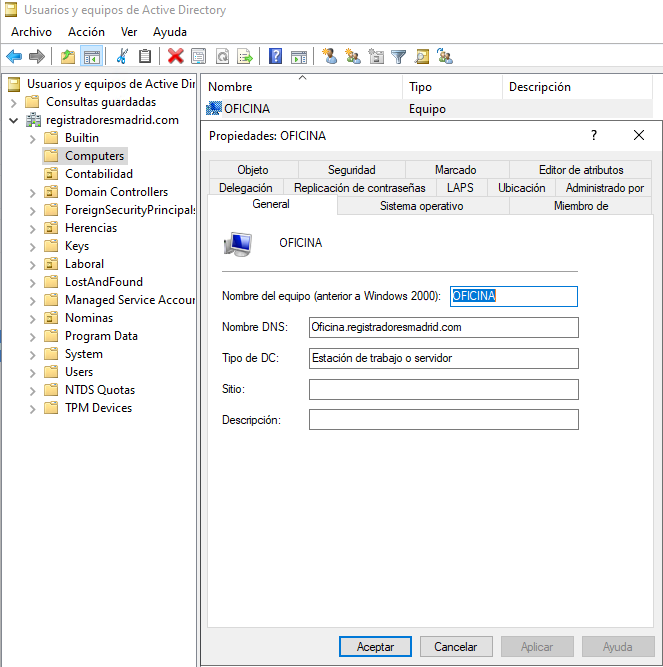 Usuarios y equipos de Active Directory
Archivo Acción Ver Ayuda
Usuarios y equipos de Active Dir
Consultas guardadas
registradoresmadrid.com
Builtin
Computers
Contabilidad
Domain Controllers
ForeignSecurityPrincipals
Herencias
Keys
Laboral
LostAndFound
Managed Service Accour
Nominas
Program Data
System
Users
NTDS Quotas
TPM Devices
Nombre Tipo Descripción
OFICINA Equipo
Propiedades: OFICINA
Objeto Seguridad Marcado Editor de atributos
Delegación Replicación de contraseñas LAPS Ubicación Administrado por
General Sistema operativo Miembro de
OFICINA
Nombre del equipo (anterior a Windows 2000): OFICINA
Nombre DNS: Oficina.registradoresmadrid.com
Tipo de DC: Estación de trabajo o servidor
Sitio:
Descripción:
Aceptar Cancelar Aplicar Ayuda